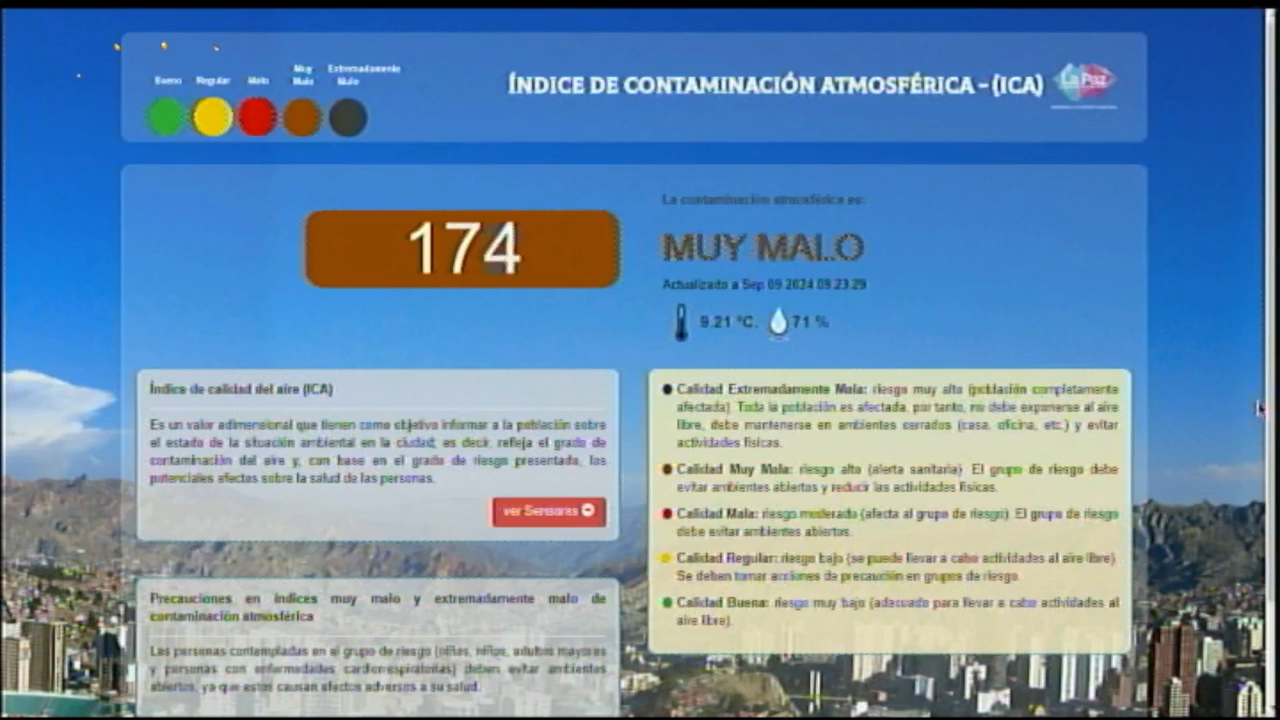 Bueno Regular Malo Muy Malo Extremadamente Malo
ÍNDICE DE CONTAMINACIÓN ATMOSFÉRICA - (ICA)
La Paz
174
La contaminación atmosférica es:
MUY MALO
Actualizado a Sep 09 2024 09:23:29
9.21 °C. 71 %
Índice de calidad del aire (ICA)
Es un valor adimensional que tienen como objetivo informar a la población sobre
el estado de la situación ambiental en la ciudad; es decir, refleja el grado de
contaminación del aire y, con base en el grado de riesgo presentado, los
potenciales efectos sobre la salud de las personas.
ver Sensores
Precauciones en índices muy malo y extremadamente malo de
contaminación atmosférica
Las personas contempladas en el grupo de riesgo (niñas, niños, adultos mayores
y personas con enfermedades cardiorrespiratorias) deben evitar ambientes
abiertos, ya que estos causan efectos adversos a su salud.
Calidad Extremadamente Mala: riesgo muy alto (población completamente
afectada). Toda la población es afectada, por tanto, no debe exponerse al aire
libre, debe mantenerse en ambientes cerrados (casa, oficina, etc.) y evitar
actividades físicas.
Calidad Muy Mala: riesgo alto (alerta sanitaria). El grupo de riesgo debe
evitar ambientes abiertos y reducir las actividades físicas.
Calidad Mala: riesgo moderado (afecta al grupo de riesgo). El grupo de riesgo
debe evitar ambientes abiertos.
Calidad Regular: riesgo bajo (se puede llevar a cabo actividades al aire libre).
Se deben tomar acciones de precaución en grupos de riesgo.
Calidad Buena: riesgo muy bajo (adecuado para llevar a cabo actividades al
aire libre).